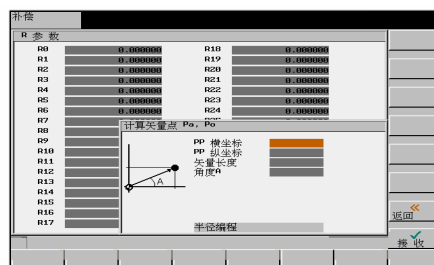 补偿
R 参 数
R0 0.000000 R18 0.000000
R1 0.000000 R19 0.000000
R2 0.000000 R20 0.000000
R3 0.000000 R21 0.000000
R4 0.000000 R22 0.000000
R5 0.000000 R23 0.000000
R6 0.000000 R24 0.000000
R7
R8
R9
R10
R11
R12
R13
R14
R15
R16
R17
计算矢量点 Pa, Po
PP 横坐标
PP 纵坐标
矢量长度
角度A
A
半径编程
返回
接 收